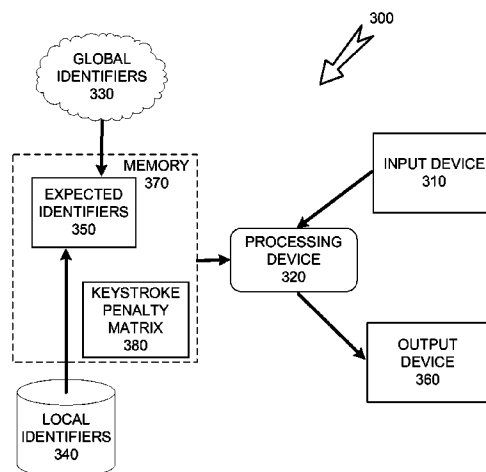 300
GLOBAL
IDENTIFIERS
330
MEMORY
370
EXPECTED
IDENTIFIERS
350
INPUT DEVICE
310
PROCESSING
DEVICE
320
KEYSTROKE
PENALTY
MATRIX
380
OUTPUT
DEVICE
360
LOCAL
IDENTIFIERS
340